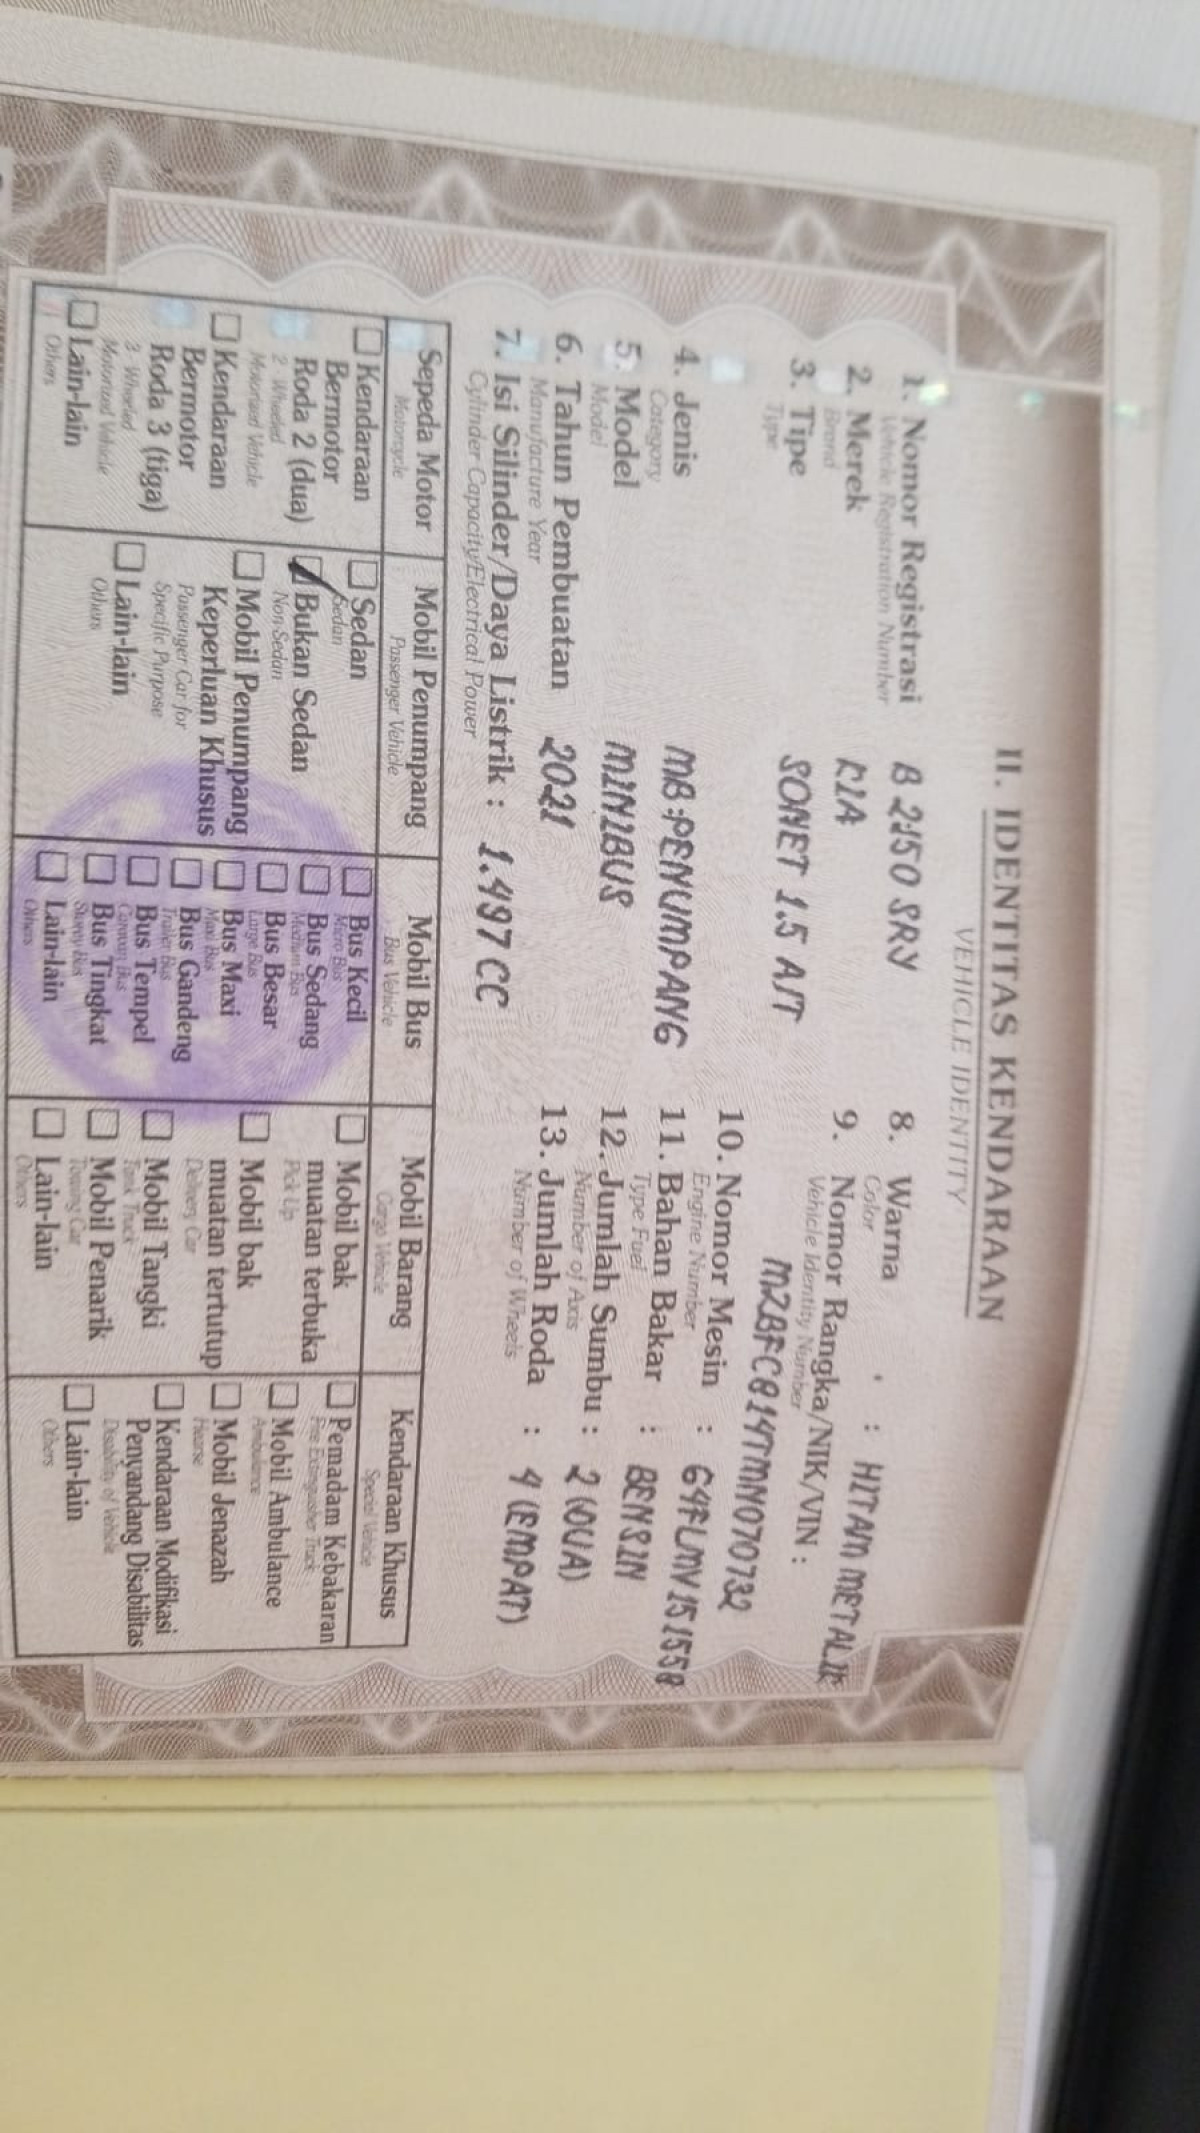 II. IDENTITAS KENDARAAN
VEHICLE IDENTITY
1. Nomor Registrasi B 2150 SRY
Vehicle Registration Number
2. Merek KIA
Brand
3. Tipe SONET 1.5 A/T
Type
4. Jenis MB.PENUMPANG
Category
5. Model MINIBUS
Model
6. Tahun Pembuatan 2021
Manufacture Year
7. Isi Silinder/Daya Listrik : 1.497 CC
Cylinder Capacity/Electrical Power
8. Warna : HITAM METALIK
Color
9. Nomor Rangka/NIK/VIN :
Vehicle Identity Number
MZBFC814TMN070732
10. Nomor Mesin : G4FLMV151558
Engine Number
11. Bahan Bakar : BENSIN
Type Fuel
12. Jumlah Sumbu : 2 (DUA)
Number of Axis
13. Jumlah Roda : 4 (EMPAT)
Number of Wheels
Sepeda Motor
Motorcycle
Kendaraan
Bermotor
Roda 2 (dua)
2 Wheeled
Motorized Vehicle
Kendaraan
Bermotor
Roda 3 (tiga)
3 Wheeled
Motorized Vehicle
Lain-lain
Others
Mobil Penumpang
Passenger Vehicle
Sedan
Sedan
Bukan Sedan
Non-Sedan
Mobil Penumpang
Keperluan Khusus
Passenger Car for
Specific Purpose
Lain-lain
Others
Mobil Bus
Bus Vehicle
Bus Kecil
Micro Bus
Bus Sedang
Medium Bus
Bus Besar
Large Bus
Bus Maxi
Maxi Bus
Bus Gandeng
Trailer Bus
Bus Tempel
Caravan Bus
Bus Tingkat
Storey Bus
Lain-lain
Others
Mobil Barang
Cargo Vehicle
Mobil bak
muatan terbuka
Pick Up
Mobil bak
muatan tertutup
Delivery Car
Mobil Tangki
Tank Truck
Mobil Penarik
Towing Car
Lain-lain
Others
Kendaraan Khusus
Special Vehicle
Pemadam Kebakaran
Fire Extinguisher Truck
Mobil Ambulance
Ambulance
Mobil Jenazah
Hearse
Kendaraan Modifikasi
Penyandang Disabilitas
Disability of Vehicle
Lain-lain
Others